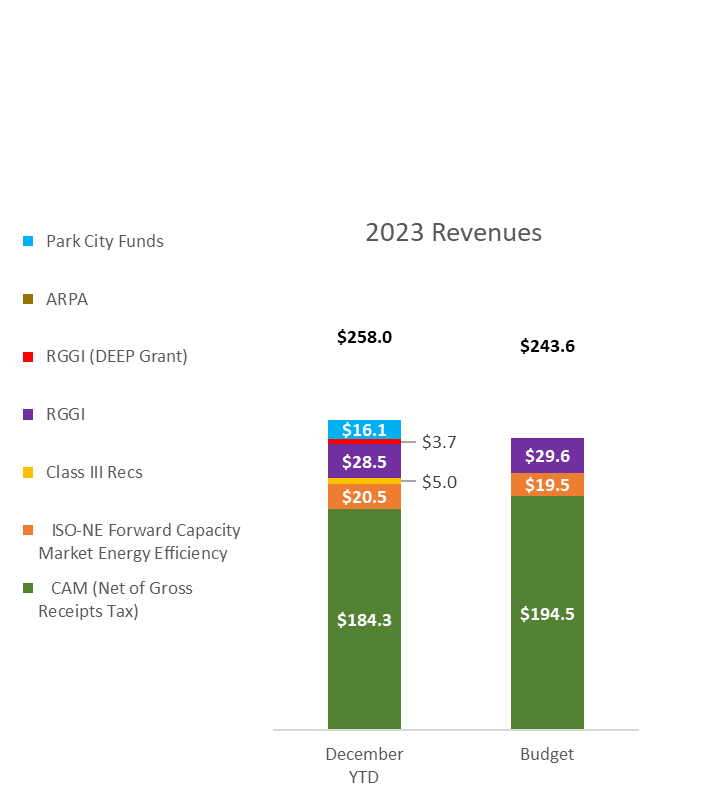 2023 Revenues
Park City Funds
ARPA
RGGI (DEEP Grant)
RGGI
Class III Recs
ISO-NE Forward Capacity
Market Energy Efficiency
CAM (Net of Gross
Receipts Tax)
$258.0
$243.6
$16.1
$3.7
$28.5
$29.6
$5.0
$20.5
$19.5
$184.3
$194.5
December
YTD
Budget